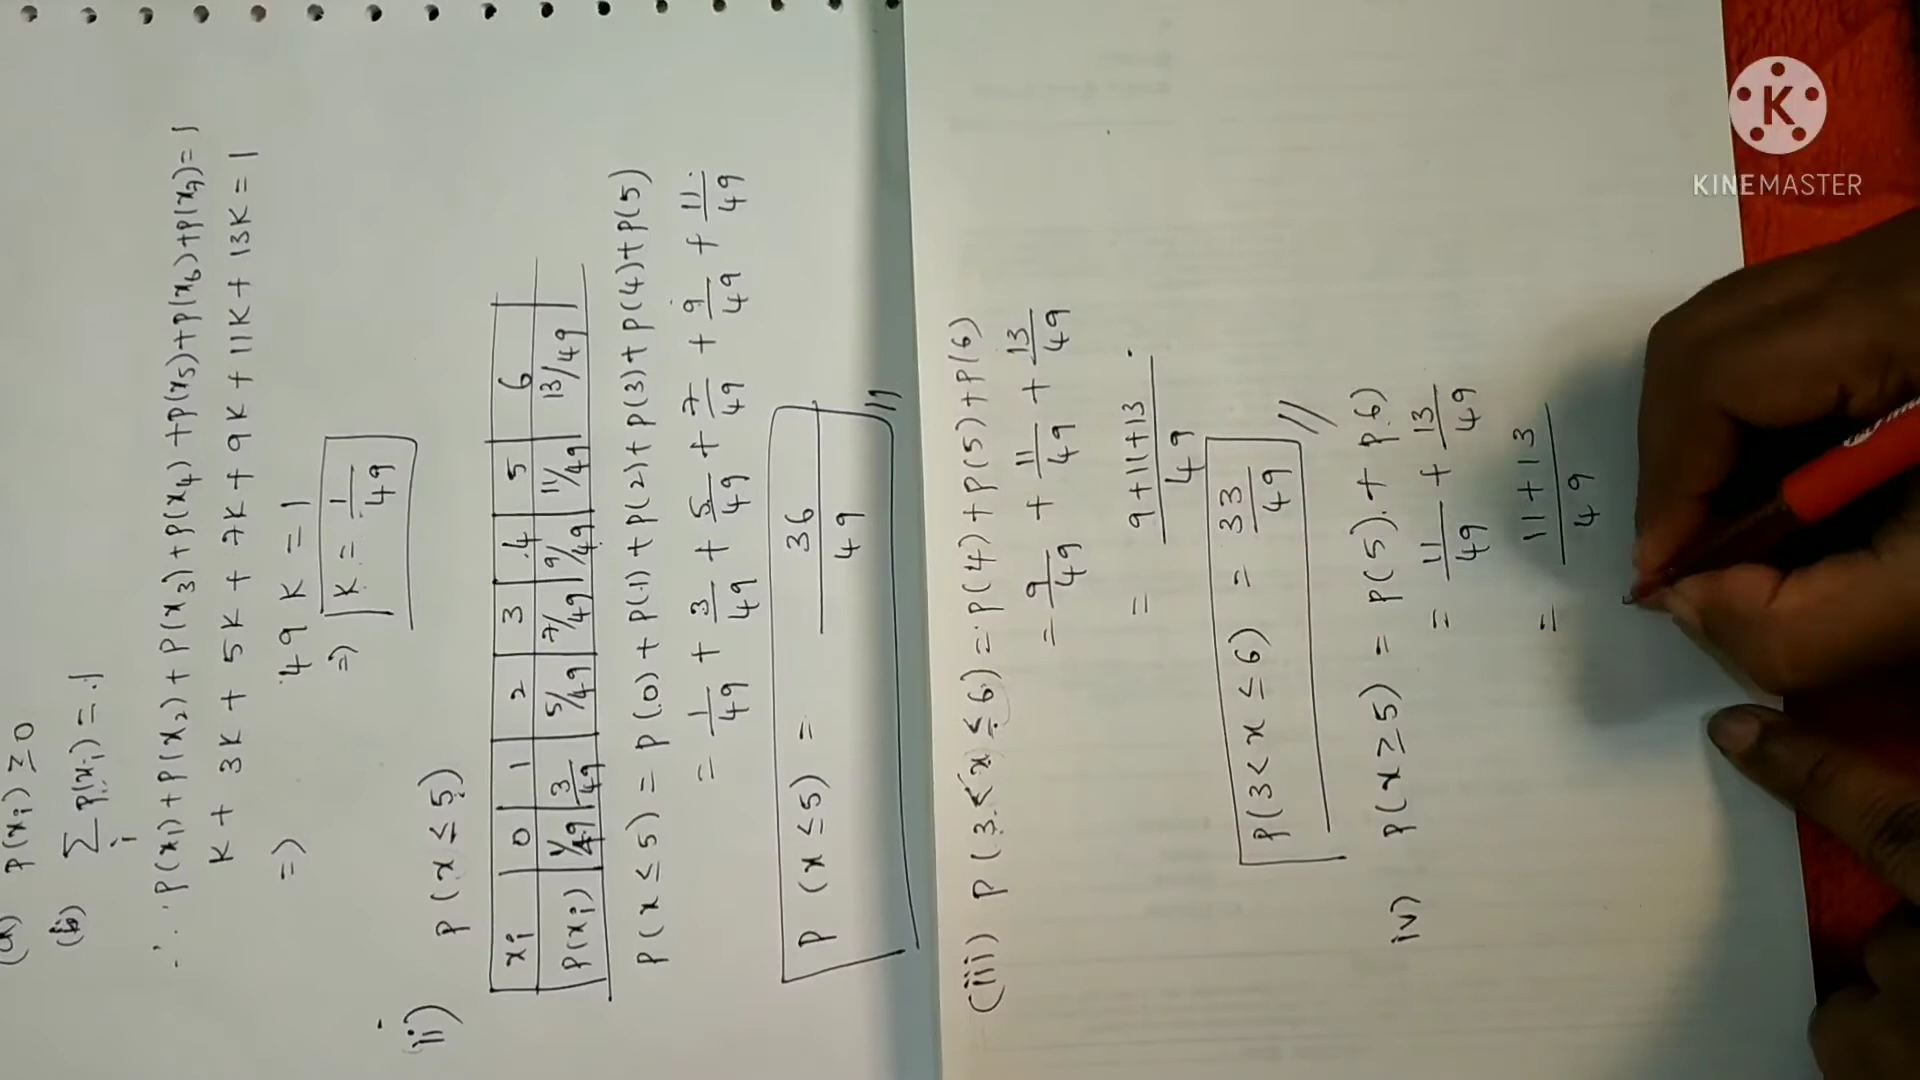 (a) P(xi) ≥ 0
(b) ∑ P(xi) = 1
i
∴ P(x1) + P(x2) + P(x3) + P(x4) + P(x5) + P(x6) + P(x7) = 1
K + 3K + 5K + 7K + 9K + 11K + 13K = 1
=> 49K = 1
=> K = 1/49
ii) P(x ≤ 5)
xi 0 1 2 3 4 5 6
P(xi) 1/49 3/49 5/49 7/49 9/49 11/49 13/49
P(x ≤ 5) = P(0) + P(1) + P(2) + P(3) + P(4) + P(5)
= 1/49 + 3/49 + 5/49 + 7/49 + 9/49 + 11/49
P(x ≤ 5) = 36/49
(iii) P(3 < x ≤ 6) = P(4) + P(5) + P(6)
= 9/49 + 11/49 + 13/49
= 9+11+13/49
P(3 < x ≤ 6) = 33/49
iv) P(x ≥ 5) = P(5) + P(6)
= 11/49 + 13/49
= 11+13/49
K
KINEMASTER